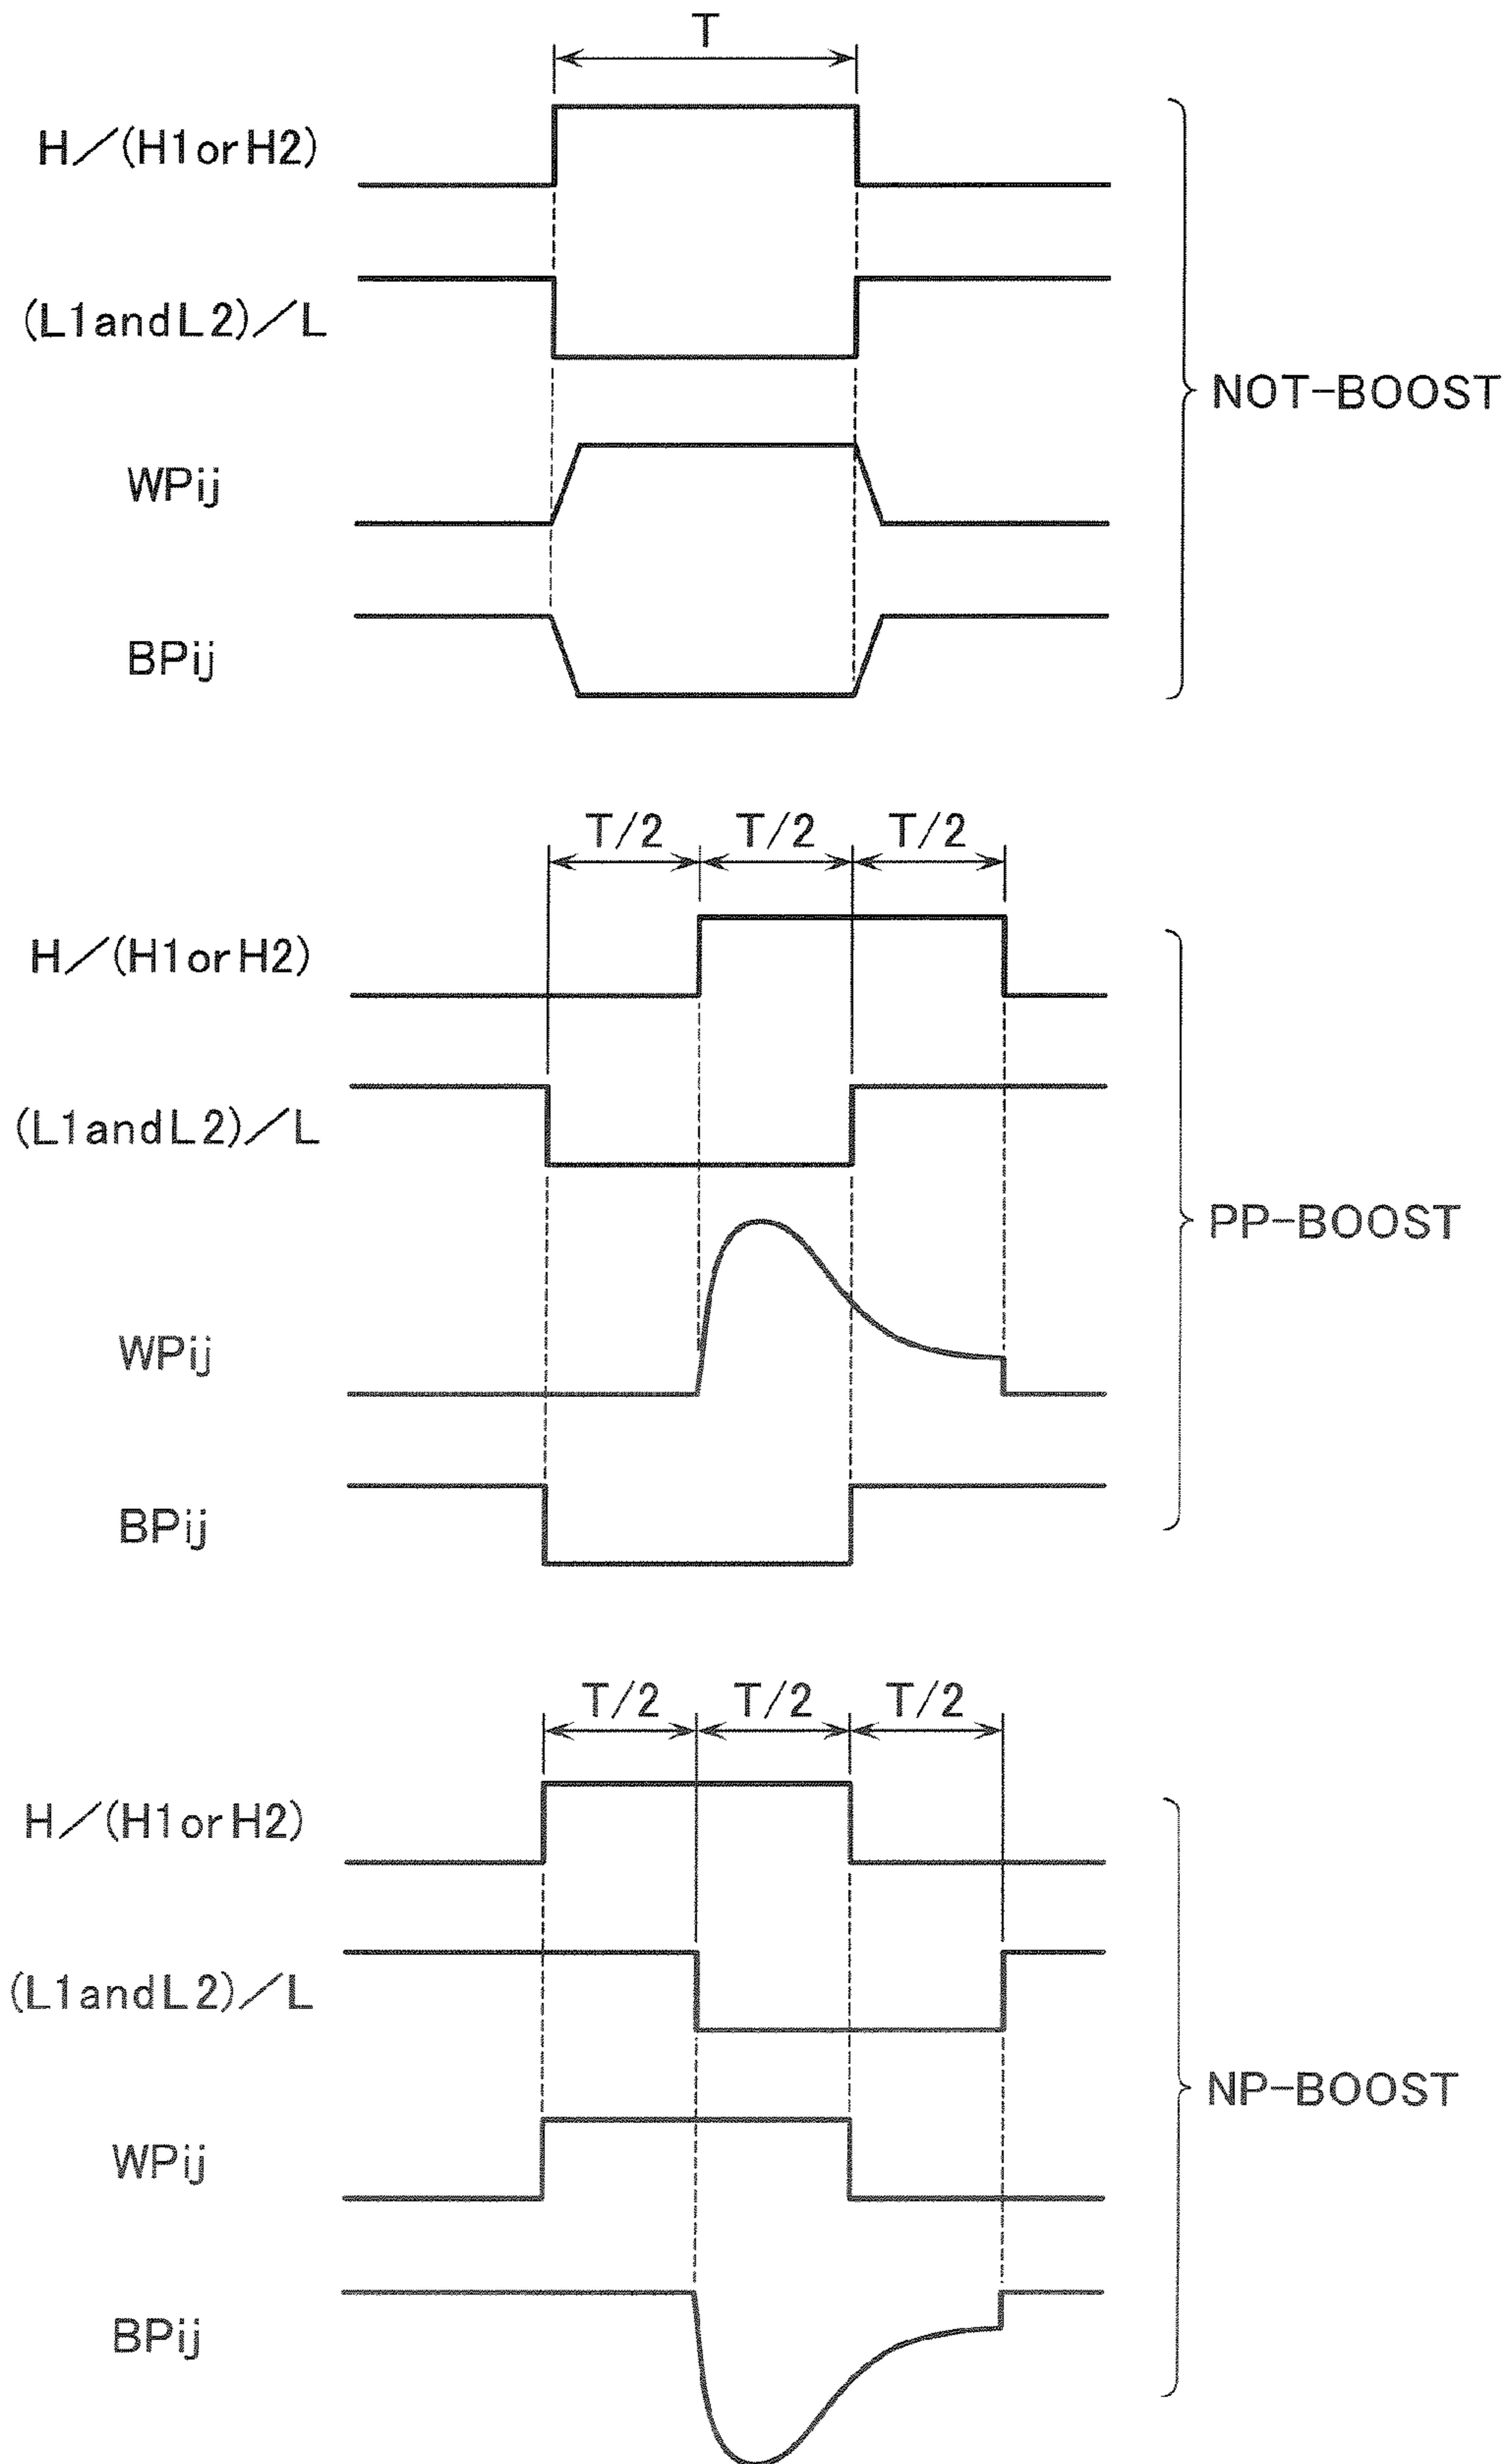 T
H／(H1orH2)
(L1andL2)／L
NOT-BOOST
WPij
BPij
T/2 T/2 T/2
H／(H1orH2)
(L1andL2)／L
PP-BOOST
WPij
BPij
T/2 T/2 T/2
H／(H1orH2)
(L1andL2)／L
NP-BOOST
WPij
BPij